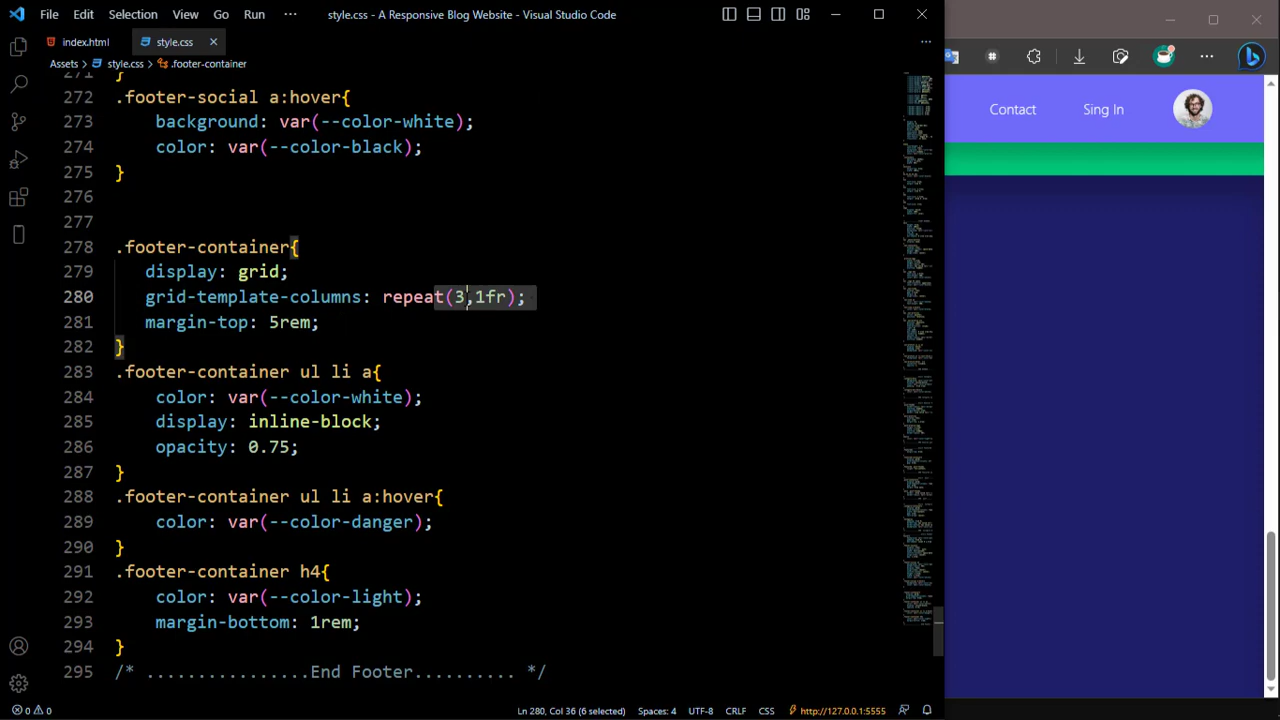 File Edit Selection View Go Run ··· style.css - A Responsive Blog Website - Visual Studio Code
index.html style.css
Assets > style.css > .footer-container
271 }
272 .footer-social a:hover{
273 background: var(--color-white);
274 color: var(--color-black);
275 }
276
277
278 .footer-container{
279 display: grid;
280 grid-template-columns: repeat(3,1fr);
281 margin-top: 5rem;
282 }
283 .footer-container ul li a{
284 color: var(--color-white);
285 display: inline-block;
286 opacity: 0.75;
287 }
288 .footer-container ul li a:hover{
289 color: var(--color-danger);
290 }
291 .footer-container h4{
292 color: var(--color-light);
293 margin-bottom: 1rem;
294 }
295 /* ................End Footer.......... */
0 0 Ln 280, Col 36 (6 selected) Spaces: 4 UTF-8 CRLF CSS http://127.0.0.1:5555
Contact Sing In